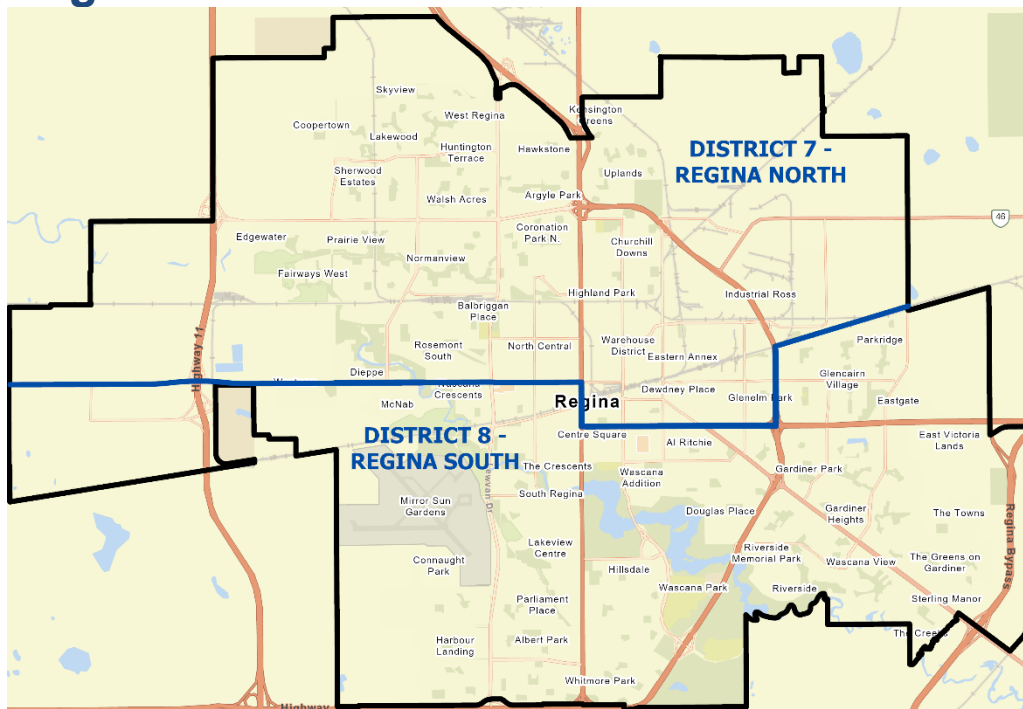 Skyview
Coopertown
Lakewood
West Regina
Kensington
Greens
Huntington
Terrace
Hawkstone
DISTRICT 7 -
REGINA NORTH
Sherwood
Estates
Uplands
Walsh Acres
Argyle Park
46
Edgewater
Prairie View
Coronation
Park N.
Churchill
Downs
Normanview
Fairways West
Highland Park
Industrial Ross
Balbriggan
Place
Highway 11
Rosemont
South
North Central
Warehouse
District
Eastern Annex
Parkridge
Dieppe
Glencairn
Village
Crescents
Dewdney Place
McNab
Regina
Glenelm Park
Eastgate
DISTRICT 8 -
REGINA SOUTH
Centre Square
Al Ritchie
East Victoria
Lands
The Crescents
Wascana
Addition
Gardiner Park
Mirror Sun
Gardens
South Regina
Douglas Place
Gardiner
Heights
The Towns
Regina Bypass
Lakeview
Centre
Connaught
Park
Hillsdale
Riverside
Memorial Park
Wascana View
The Greens on
Gardiner
Wascana Park
Riverside
Sterling Manor
Parliament
Place
Harbour
Landing
Albert Park
Whitmore Park
Highway